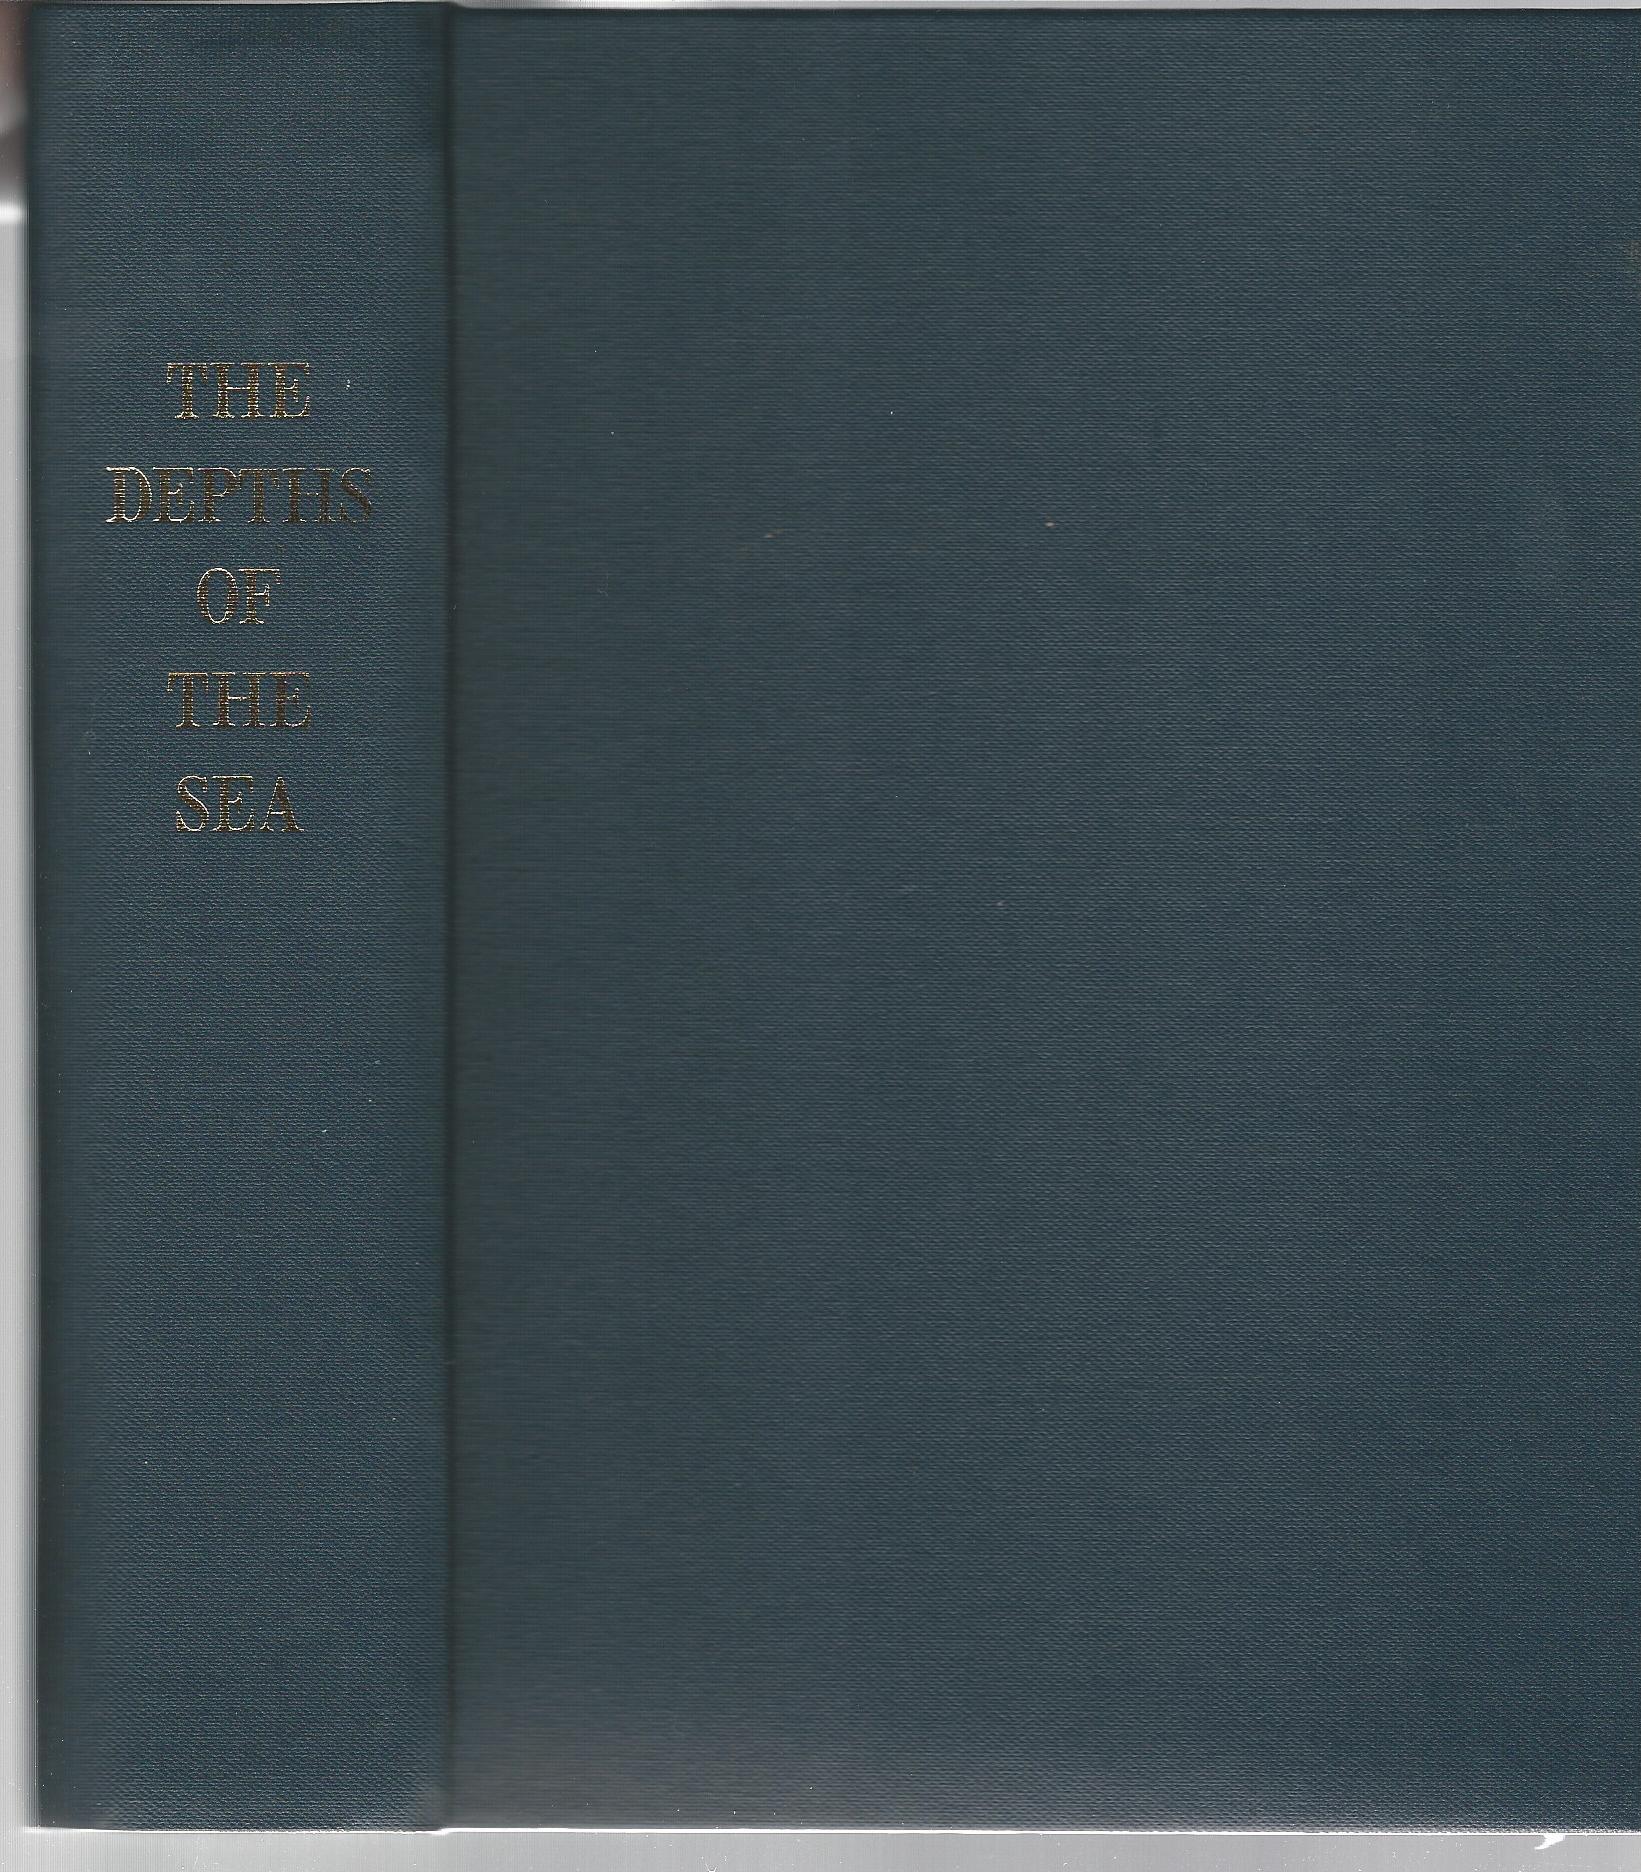 THE
DEPTHS
OF
THE
SEA